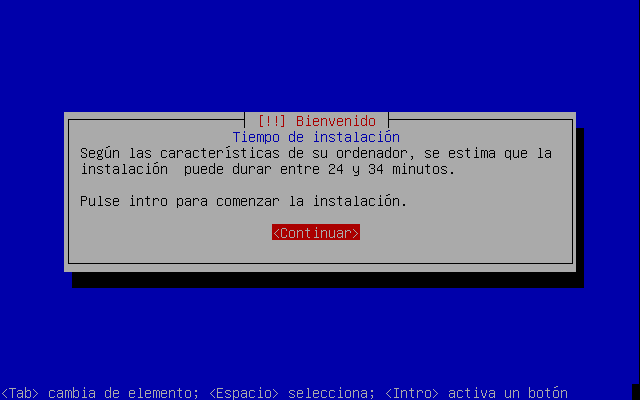 [!!] Bienvenido
Tiempo de instalación
Según las características de su ordenador, se estima que la
instalación  puede durar entre 24 y 34 minutos.
Pulse intro para comenzar la instalación.
<Continuar>
<Tab> cambia de elemento; <Espacio> selecciona; <Intro> activa un botón